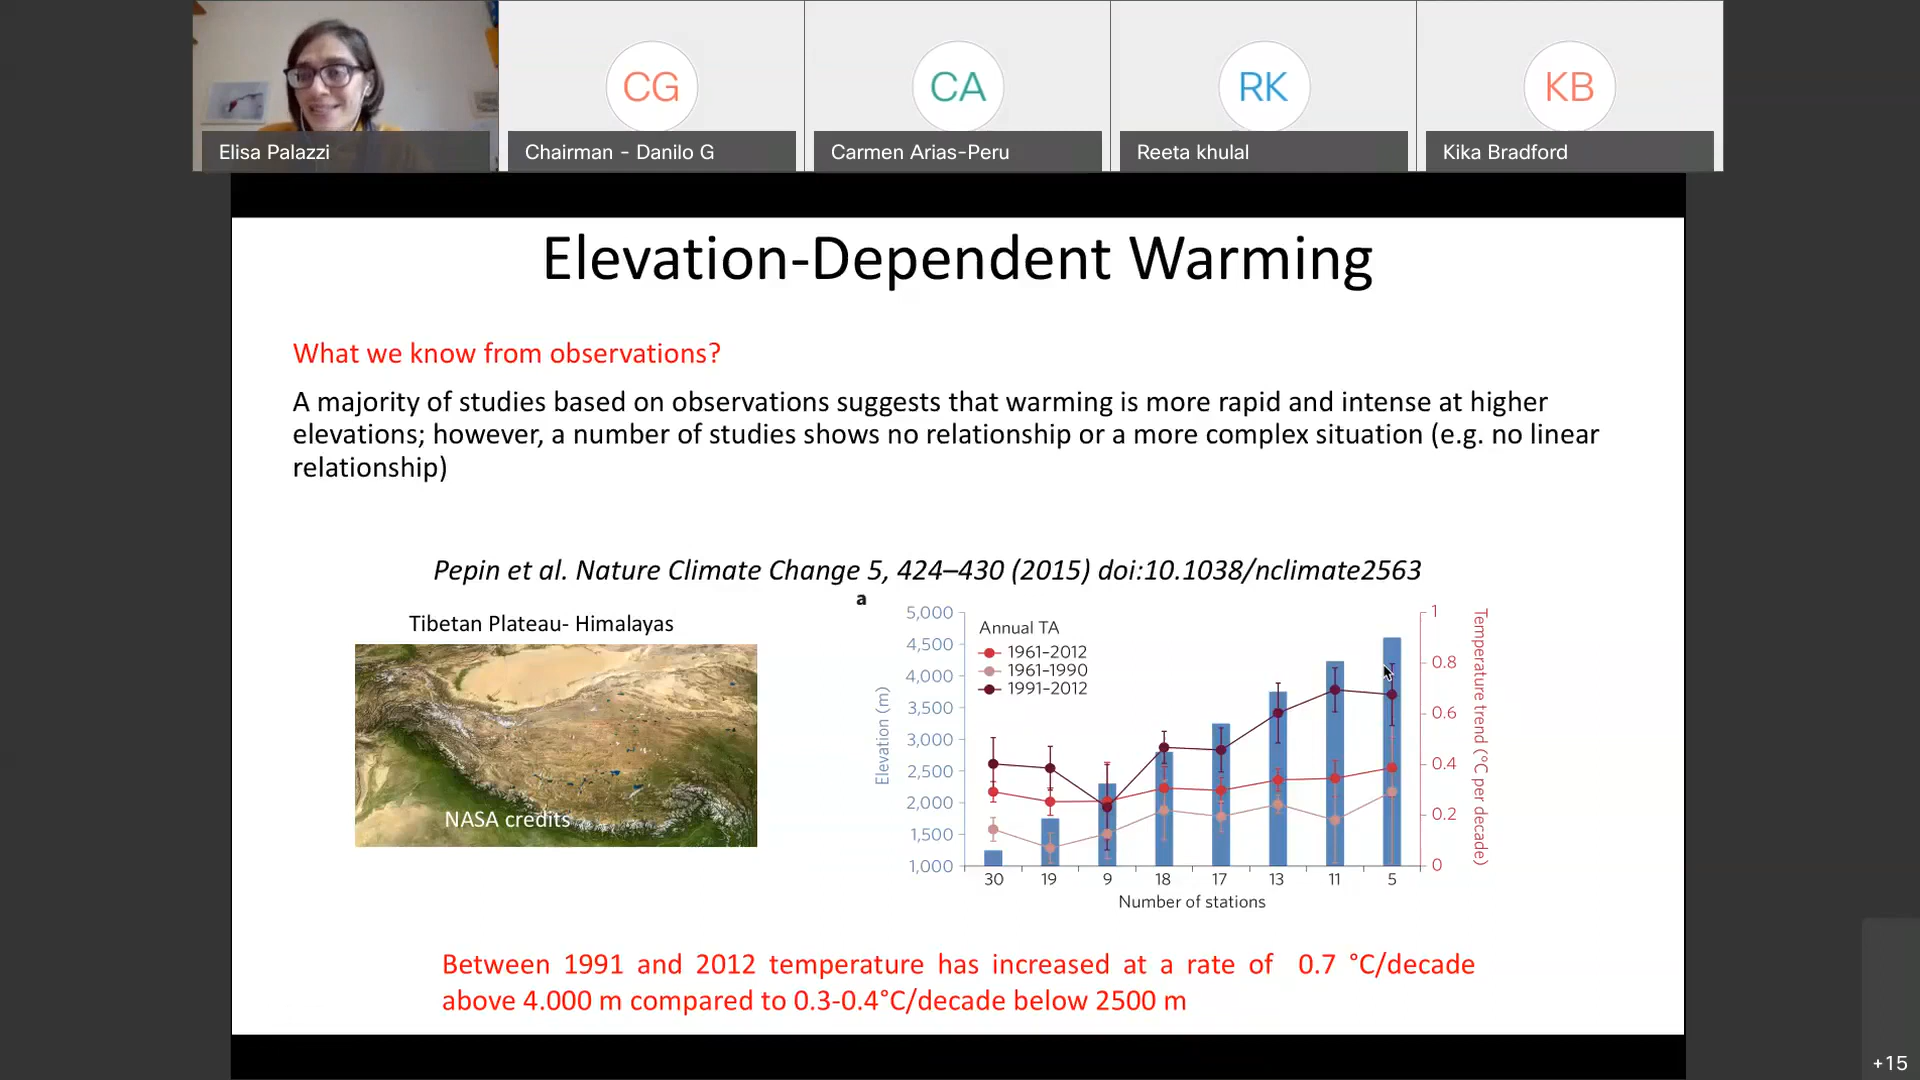 CG
CA
RK
KB
Elisa Palazzi
Chairman - Danilo G
Carmen Arias-Peru
Reeta khulal
Kika Bradford
Elevation-Dependent Warming
What we know from observations?
A majority of studies based on observations suggests that warming is more rapid and intense at higher
elevations; however, a number of studies shows no relationship or a more complex situation (e.g. no linear
relationship)
Pepin et al. Nature Climate Change 5, 424–430 (2015) doi:10.1038/nclimate2563
Tibetan Plateau- Himalayas
NASA credits
a
Elevation (m)
5,000
4,500
4,000
3,500
3,000
2,500
2,000
1,500
1,000
Annual TA
1961–2012
1961–1990
1991–2012
1
0.8
0.6
0.4
0.2
0
Temperature trend (°C per decade)
30 19 9 18 17 13 11 5
Number of stations
Between 1991 and 2012 temperature has increased at a rate of 0.7 °C/decade
above 4.000 m compared to 0.3-0.4°C/decade below 2500 m
+15